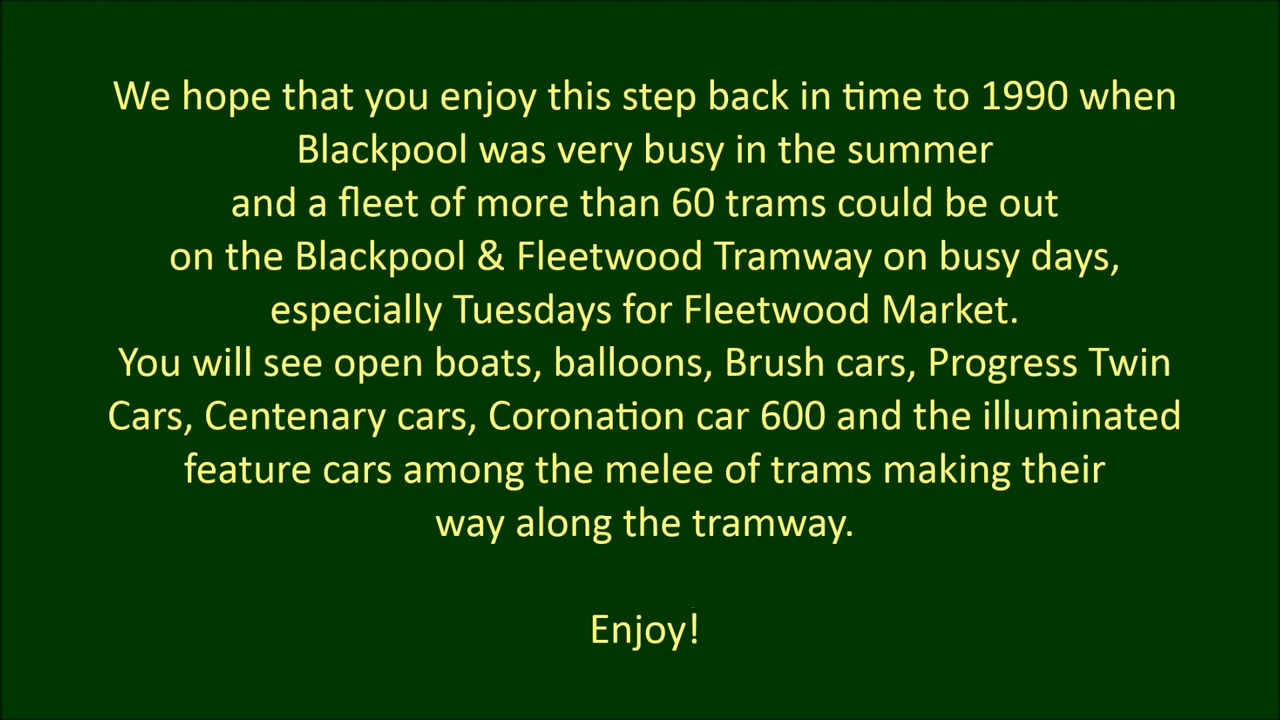 We hope that you enjoy this step back in time to 1990 when
Blackpool was very busy in the summer
and a fleet of more than 60 trams could be out
on the Blackpool & Fleetwood Tramway on busy days,
especially Tuesdays for Fleetwood Market.
You will see open boats, balloons, Brush cars, Progress Twin
Cars, Centenary cars, Coronation car 600 and the illuminated
feature cars among the melee of trams making their
way along the tramway.
Enjoy!